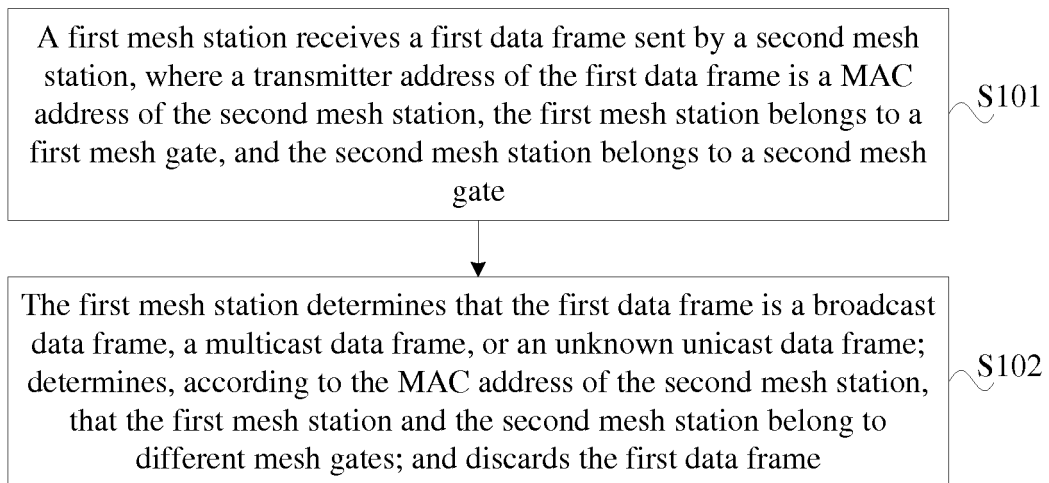 A first mesh station receives a first data frame sent by a second mesh
station, where a transmitter address of the first data frame is a MAC
address of the second mesh station, the first mesh station belongs to a
first mesh gate, and the second mesh station belongs to a second mesh
gate
S101
The first mesh station determines that the first data frame is a broadcast
data frame, a multicast data frame, or an unknown unicast data frame;
determines, according to the MAC address of the second mesh station,
that the first mesh station and the second mesh station belong to
different mesh gates; and discards the first data frame
S102